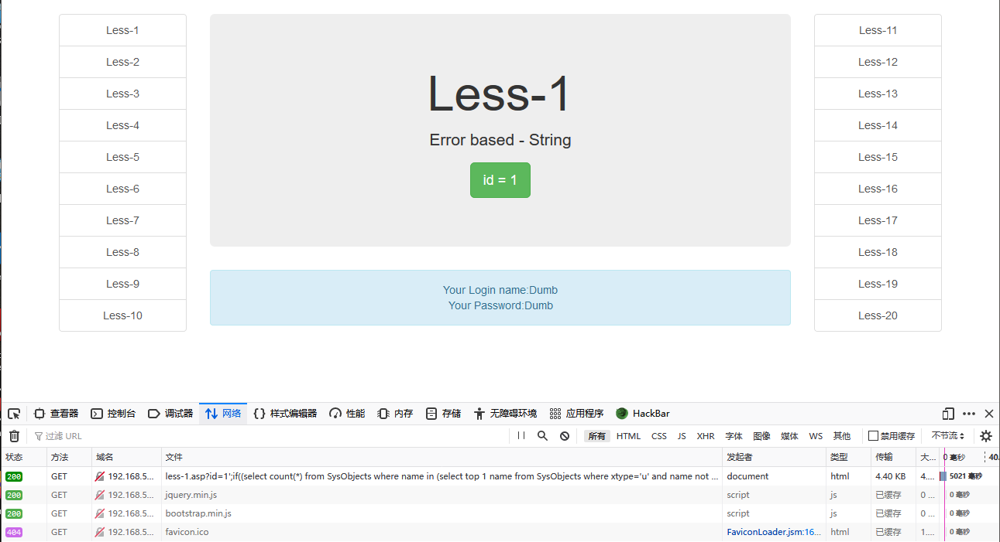 Less-1
Less-2
Less-3
Less-4
Less-5
Less-6
Less-7
Less-8
Less-9
Less-10
Less-1
Error based - String
id = 1
Your Login name:Dumb
Your Password:Dumb
Less-11
Less-12
Less-13
Less-14
Less-15
Less-16
Less-17
Less-18
Less-19
Less-20
查看器 控制台 调试器 网络 样式编辑器 性能 内存 存储 无障碍环境 应用程序 HackBar
过滤 URL 所有 HTML CSS JS XHR 字体 图像 媒体 WS 其他 禁用缓存 不节流
状态 方法 域名 文件 发起者 类型 传输 大... 0 毫秒 40.
200 GET 192.168.5... less-1.asp?id=1';if((select count(*) from SysObjects where name in (select top 1 name from SysObjects where xtype='u' and name not ... document html 4.40 KB 4.... 5021 毫秒
200 GET 192.168.5... jquery.min.js script js 已缓存 0 ... 0 毫秒
200 GET 192.168.5... bootstrap.min.js script js 已缓存 0 ... 0 毫秒
404 GET 192.168.5... favicon.ico FaviconLoader.jsm:16... html 已缓存 1.... 0 毫秒